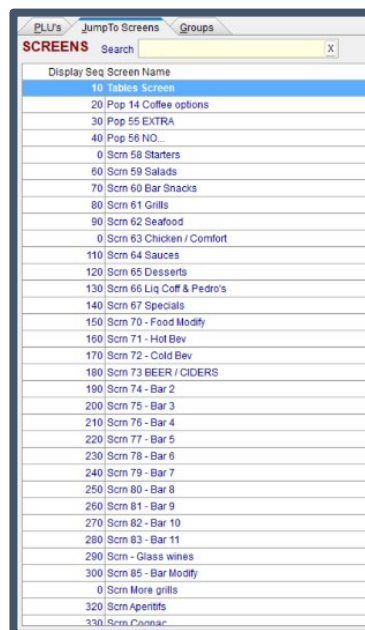 PLU's JumpTo Screens Groups
SCREENS Search X
Display Seq Screen Name
10 Tables Screen
20 Pop 14 Coffee options
30 Pop 55 EXTRA
40 Pop 56 NO...
0 Scrn 58 Starters
60 Scrn 59 Salads
70 Scrn 60 Bar Snacks
80 Scrn 61 Grills
90 Scrn 62 Seafood
0 Scrn 63 Chicken / Comfort
110 Scrn 64 Sauces
120 Scrn 65 Desserts
130 Scrn 66 Liq Coff & Pedro's
140 Scrn 67 Specials
150 Scrn 70 - Food Modify
160 Scrn 71 - Hot Bev
170 Scrn 72 - Cold Bev
180 Scrn 73 BEER / CIDERS
190 Scrn 74 - Bar 2
200 Scrn 75 - Bar 3
210 Scrn 76 - Bar 4
220 Scrn 77 - Bar 5
230 Scrn 78 - Bar 6
240 Scrn 79 - Bar 7
250 Scrn 80 - Bar 8
260 Scrn 81 - Bar 9
270 Scrn 82 - Bar 10
280 Scrn 83 - Bar 11
290 Scrn - Glass wines
300 Scrn 85 - Bar Modify
0 Scrn More grills
320 Scrn Aperitifs
330 Scrn Cognac